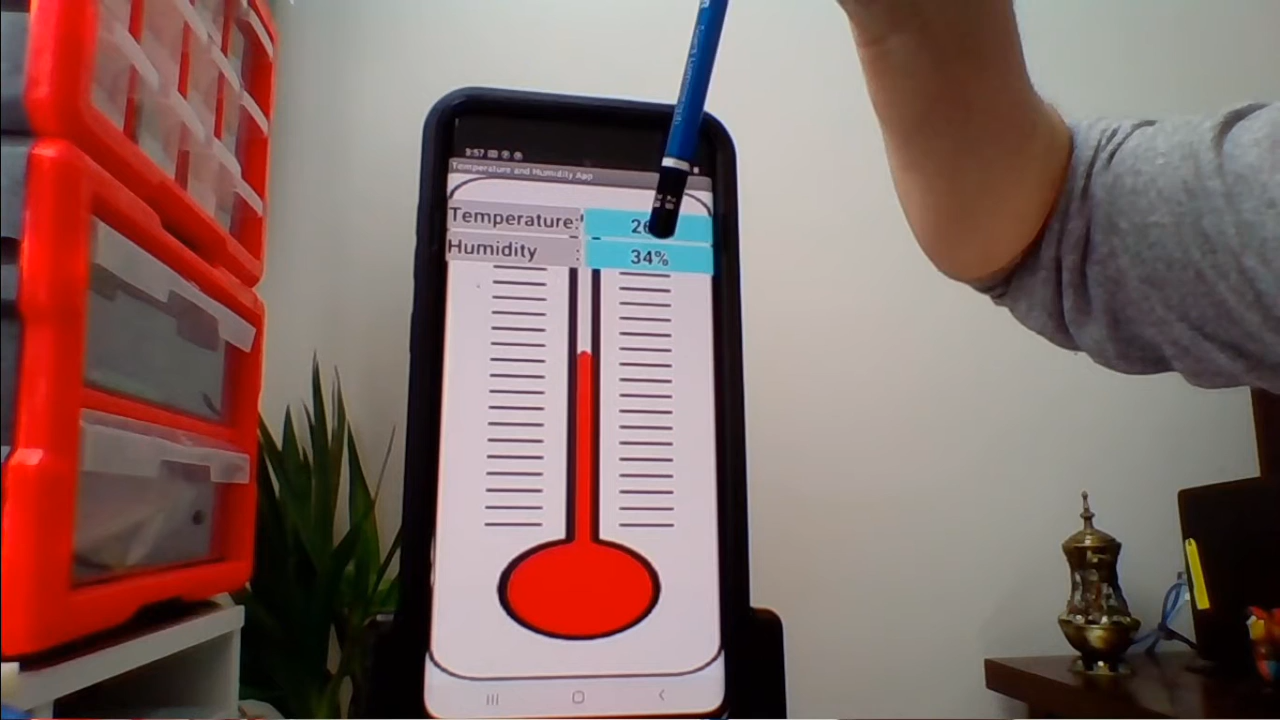 3:57
Temperature and Humidity App
Temperature:
Humidity :
34%